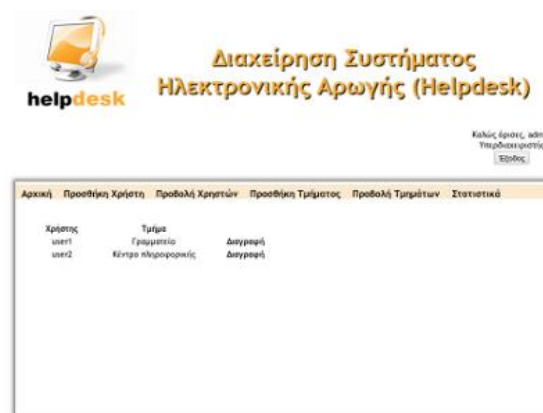 helpdesk
Διαχείρηση Συστήματος
Ηλεκτρονικής Αρωγής (Helpdesk)
Καλώς όρισες, adm
Υπερδιαχειριστής
Έξοδος
Αρχική Προσθήκη Χρήστη Προβολή Χρηστών Προσθήκη Τμήματος Προβολή Τμημάτων Στατιστικά
Χρήστης Τμήμα
user1 Γραμματεία Διαγραφή
user2 Κέντρο πληροφορικής Διαγραφή